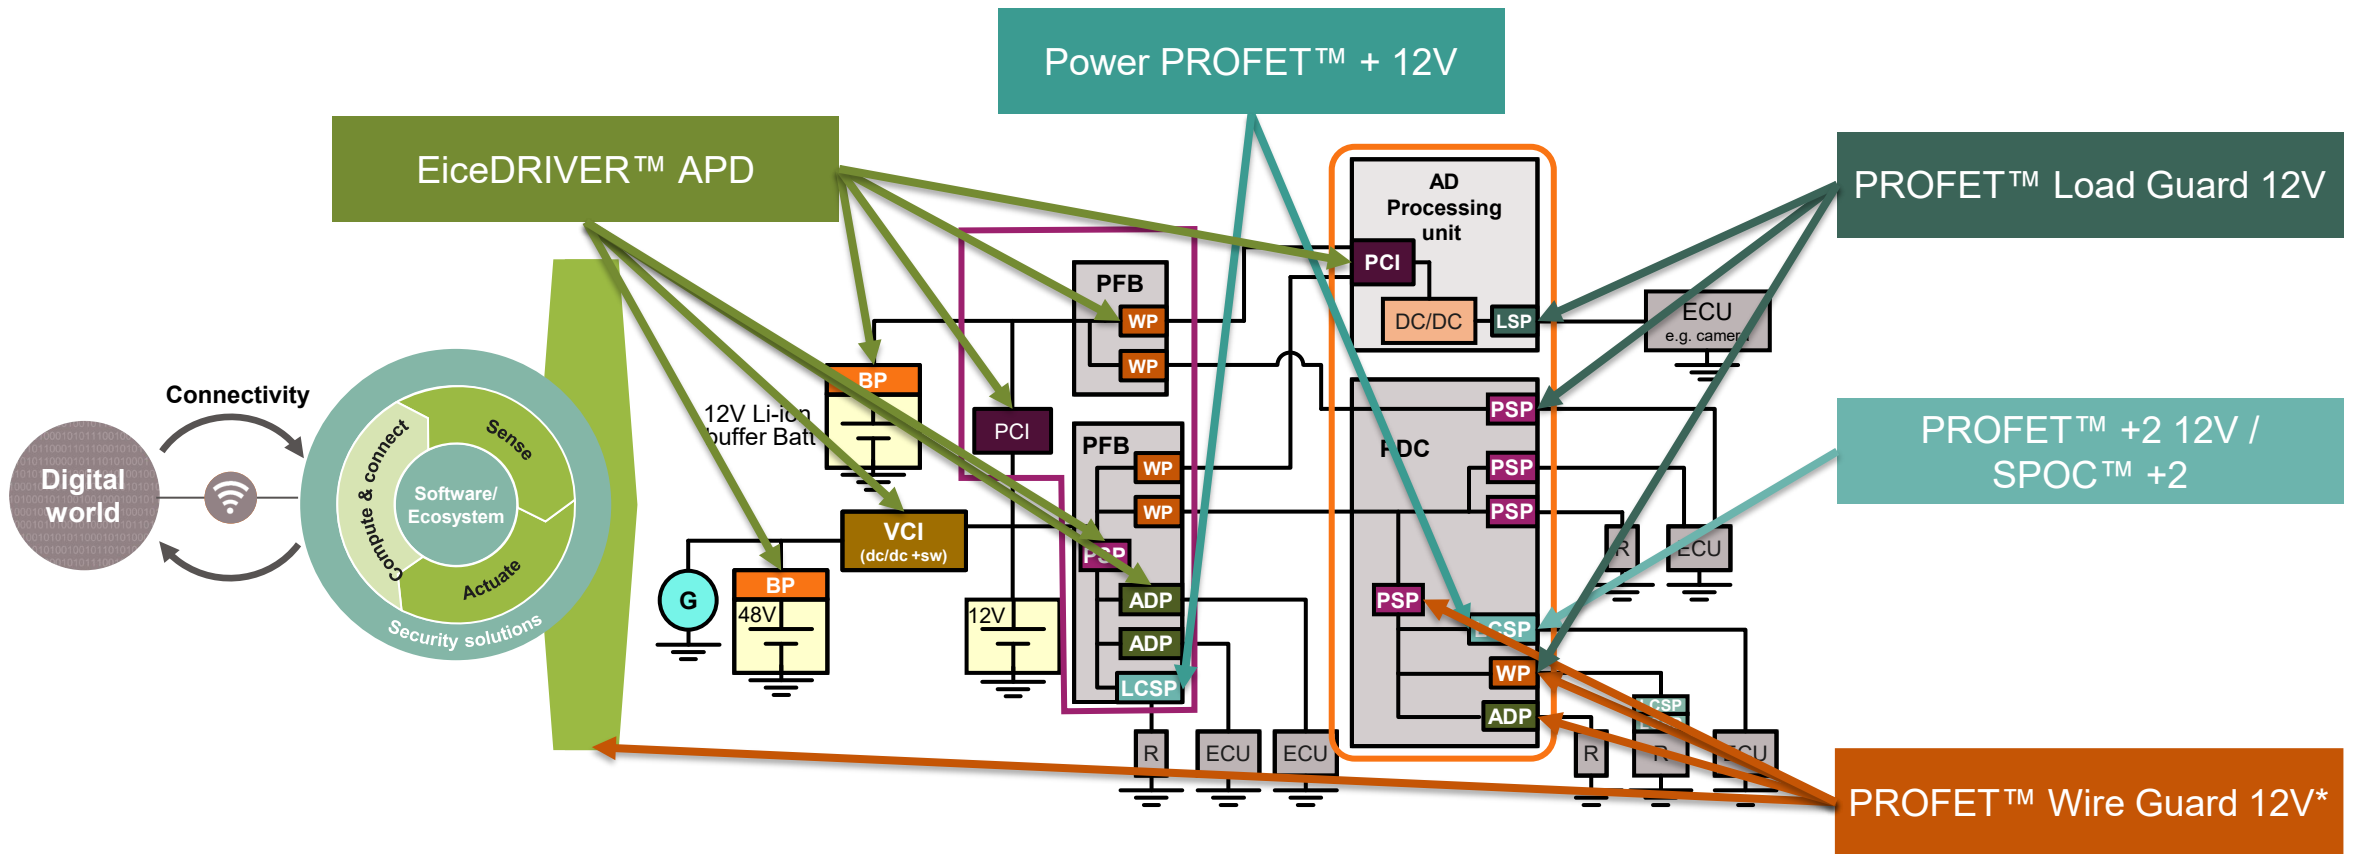 Power PROFET™ + 12V
EiceDRIVER™ APD
PROFET™ Load Guard 12V
AD
Processing
unit
PCI
DC/DC
LSP
ECU
e.g. camera
PFB
WP
WP
BP
12V Li-ion
buffer Batt
PCI
PFB
WP
WP
PSP
ADP
ADP
LCSP
VCI
(dc/dc +sw)
G
BP
48V
12V
PDC
PSP
PSP
PSP
PSP
LCSP
WP
ADP
R
ECU
PROFET™ +2 12V /
SPOC™ +2
R
ECU
ECU
R
LCSP
R
ECU
PROFET™ Wire Guard 12V*
Connectivity
Digital
world
Compute & connect
Sense
Software/
Ecosystem
Actuate
Security solutions